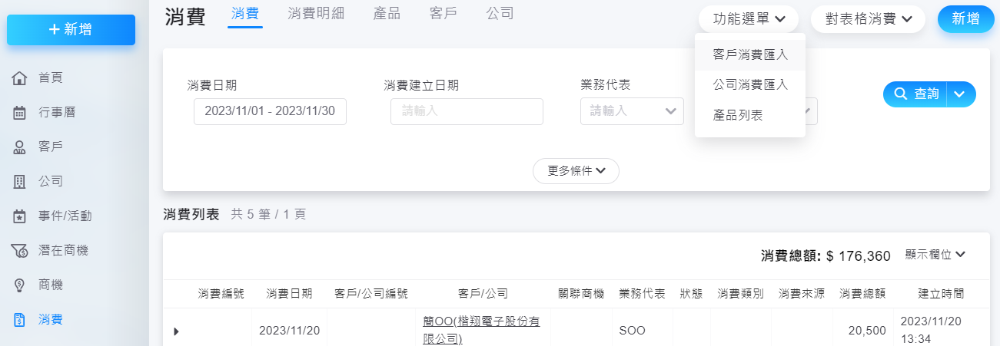 新增
首頁
行事曆
客戶
公司
事件/活動
潛在商機
商機
消費
消費 消費 消費明細 產品 客戶 公司
功能選單 對表格消費 新增
客戶消費匯入
公司消費匯入
產品列表
消費日期 消費建立日期 業務代表
2023/11/01 - 2023/11/30 請輸入 請輸入 查詢
更多條件
消費列表 共 5 筆 / 1 頁
消費總額: $ 176,360 顯示欄位
消費編號 消費日期 客戶/公司編號 客戶/公司 關聯商機 業務代表 狀態 消費類別 消費來源 消費總額 建立時間
2023/11/20 簡OO(楷翔電子股份有限公司) SOO 20,500 2023/11/20 13:34